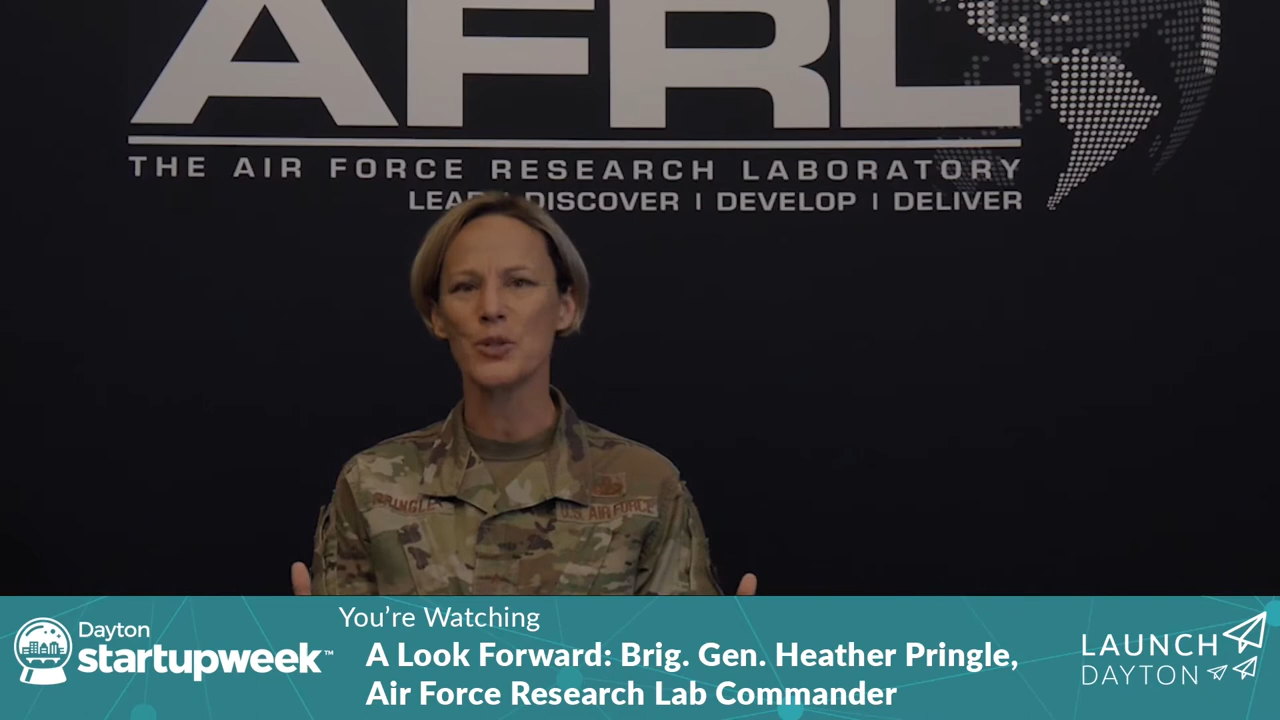 AFRL
THE AIR FORCE RESEARCH LABORATORY
DISCOVER | DEVELOP | DELIVER
PRINGLE
U.S. AIR FORCE
You're Watching
Dayton
startupweek™
A Look Forward: Brig. Gen. Heather Pringle,
Air Force Research Lab Commander
LAUNCH
DAYTON